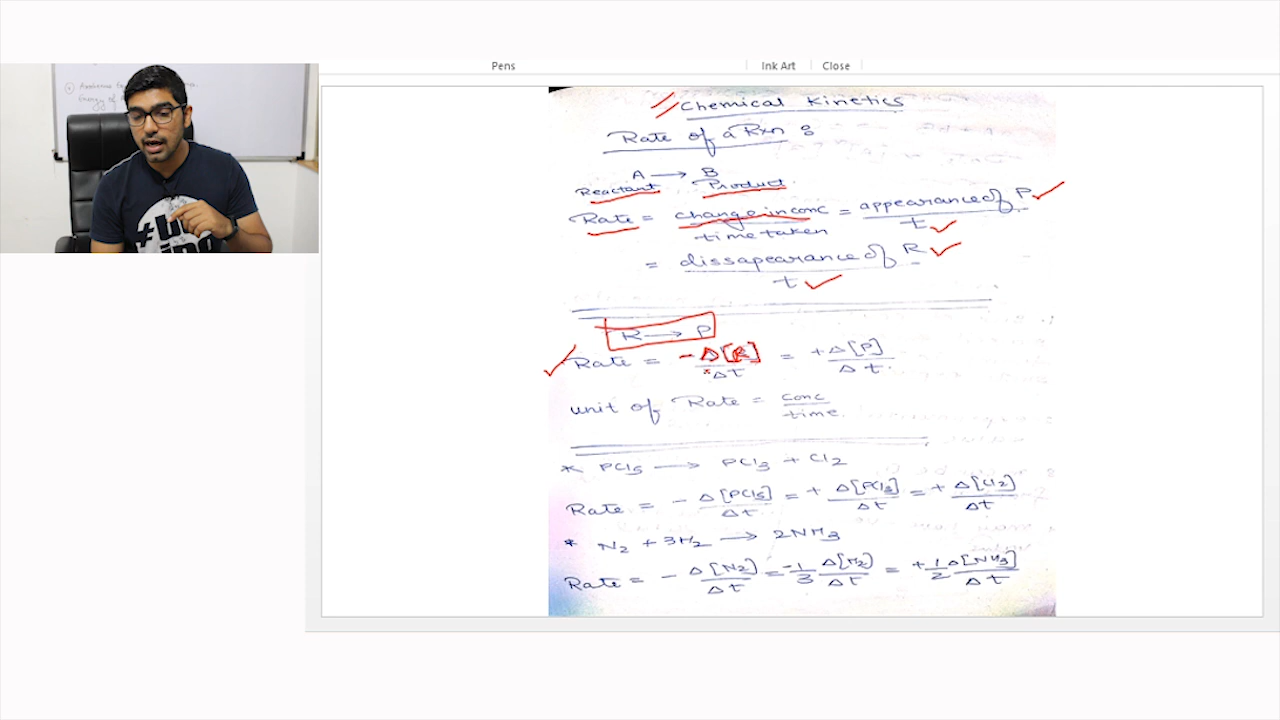 Pens
Ink Art
Close
Chemical Kinetics
Rate of a Rxn :
A → B
Reactant Product
Rate = change in conc / time taken = appearance of P / t
= dissapearance of R / t
R → P
Rate = - Δ[R] / Δt = + Δ[P] / Δt
unit of Rate = conc / time
* PCl5 → PCl3 + Cl2
Rate = - Δ[PCl5] / Δt = + Δ[PCl3] / Δt = + Δ[Cl2] / Δt
* N2 + 3H2 → 2NH3
Rate = - Δ[N2] / Δt = - 1/3 Δ[H2] / Δt = + 1/2 Δ[NH3] / Δt